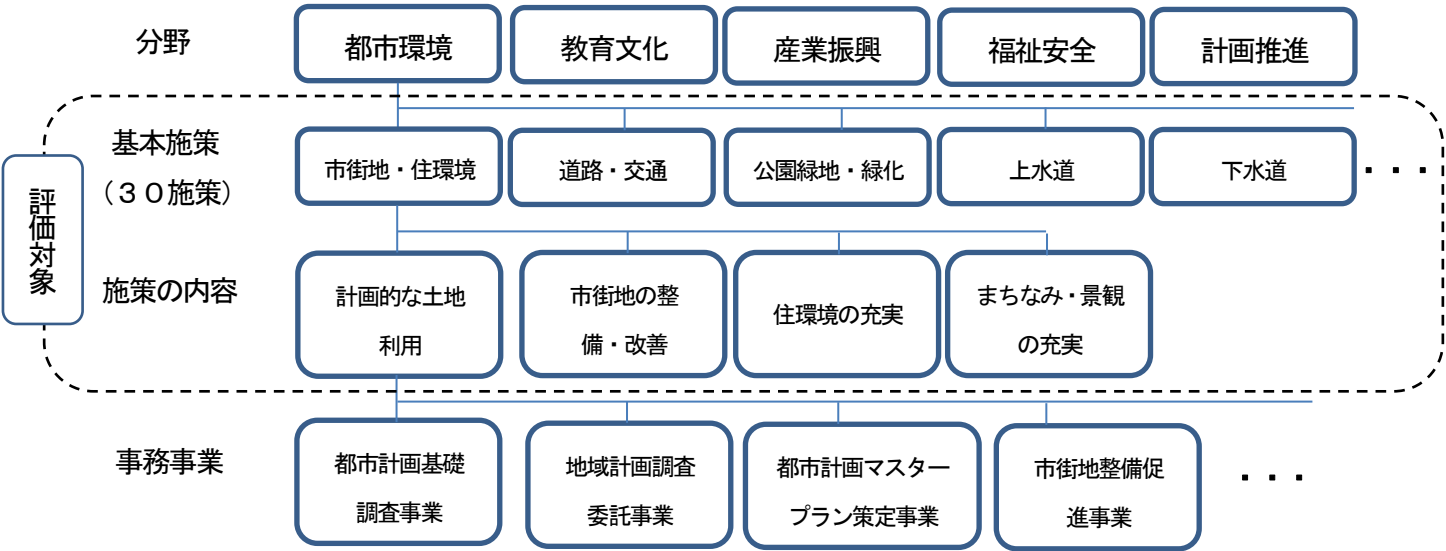 分野
都市環境
教育文化
産業振興
福祉安全
計画推進
評価対象
基本施策
（３０施策）
市街地・住環境
道路・交通
公園緑地・緑化
上水道
下水道
・・・
施策の内容
計画的な土地
利用
市街地の整
備・改善
住環境の充実
まちなみ・景観
の充実
事務事業
都市計画基礎
調査事業
地域計画調査
委託事業
都市計画マスター
プラン策定事業
市街地整備促
進事業
・・・